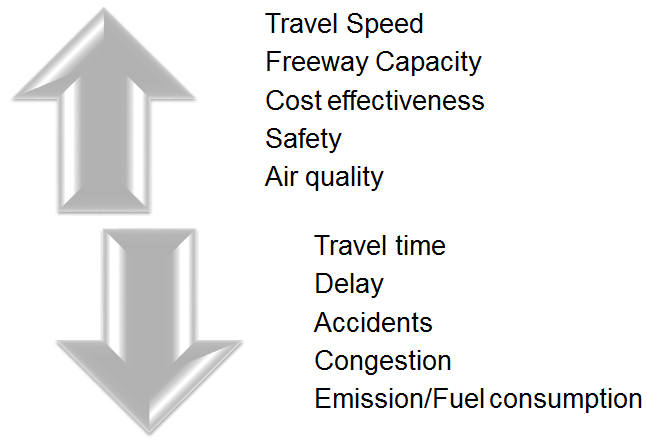 Travel Speed
Freeway Capacity
Cost effectiveness
Safety
Air quality
Travel time
Delay
Accidents
Congestion
Emission/Fuel consumption